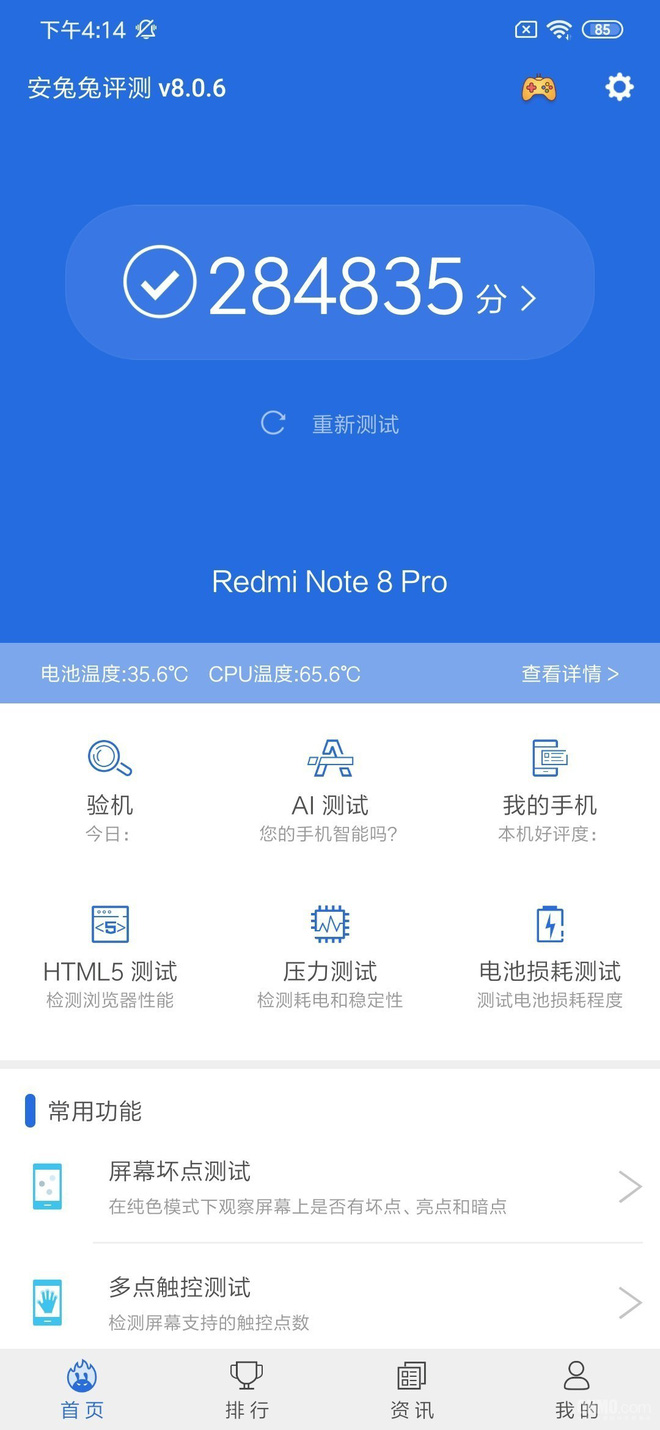 下午4:14
85
安兔兔评测 v8.0.6
284835 分 >
重新测试
Redmi Note 8 Pro
电池温度:35.6℃ CPU温度:65.6℃ 查看详情 >
验机 AI 测试 我的手机
今日: 您的手机智能吗? 本机好评度:
HTML5 测试 压力测试 电池损耗测试
检测浏览器性能 检测耗电和稳定性 测试电池损耗程度
常用功能
屏幕坏点测试
在纯色模式下观察屏幕上是否有坏点、亮点和暗点
多点触控测试
检测屏幕支持的触控点数
首页 排行 资讯 我的